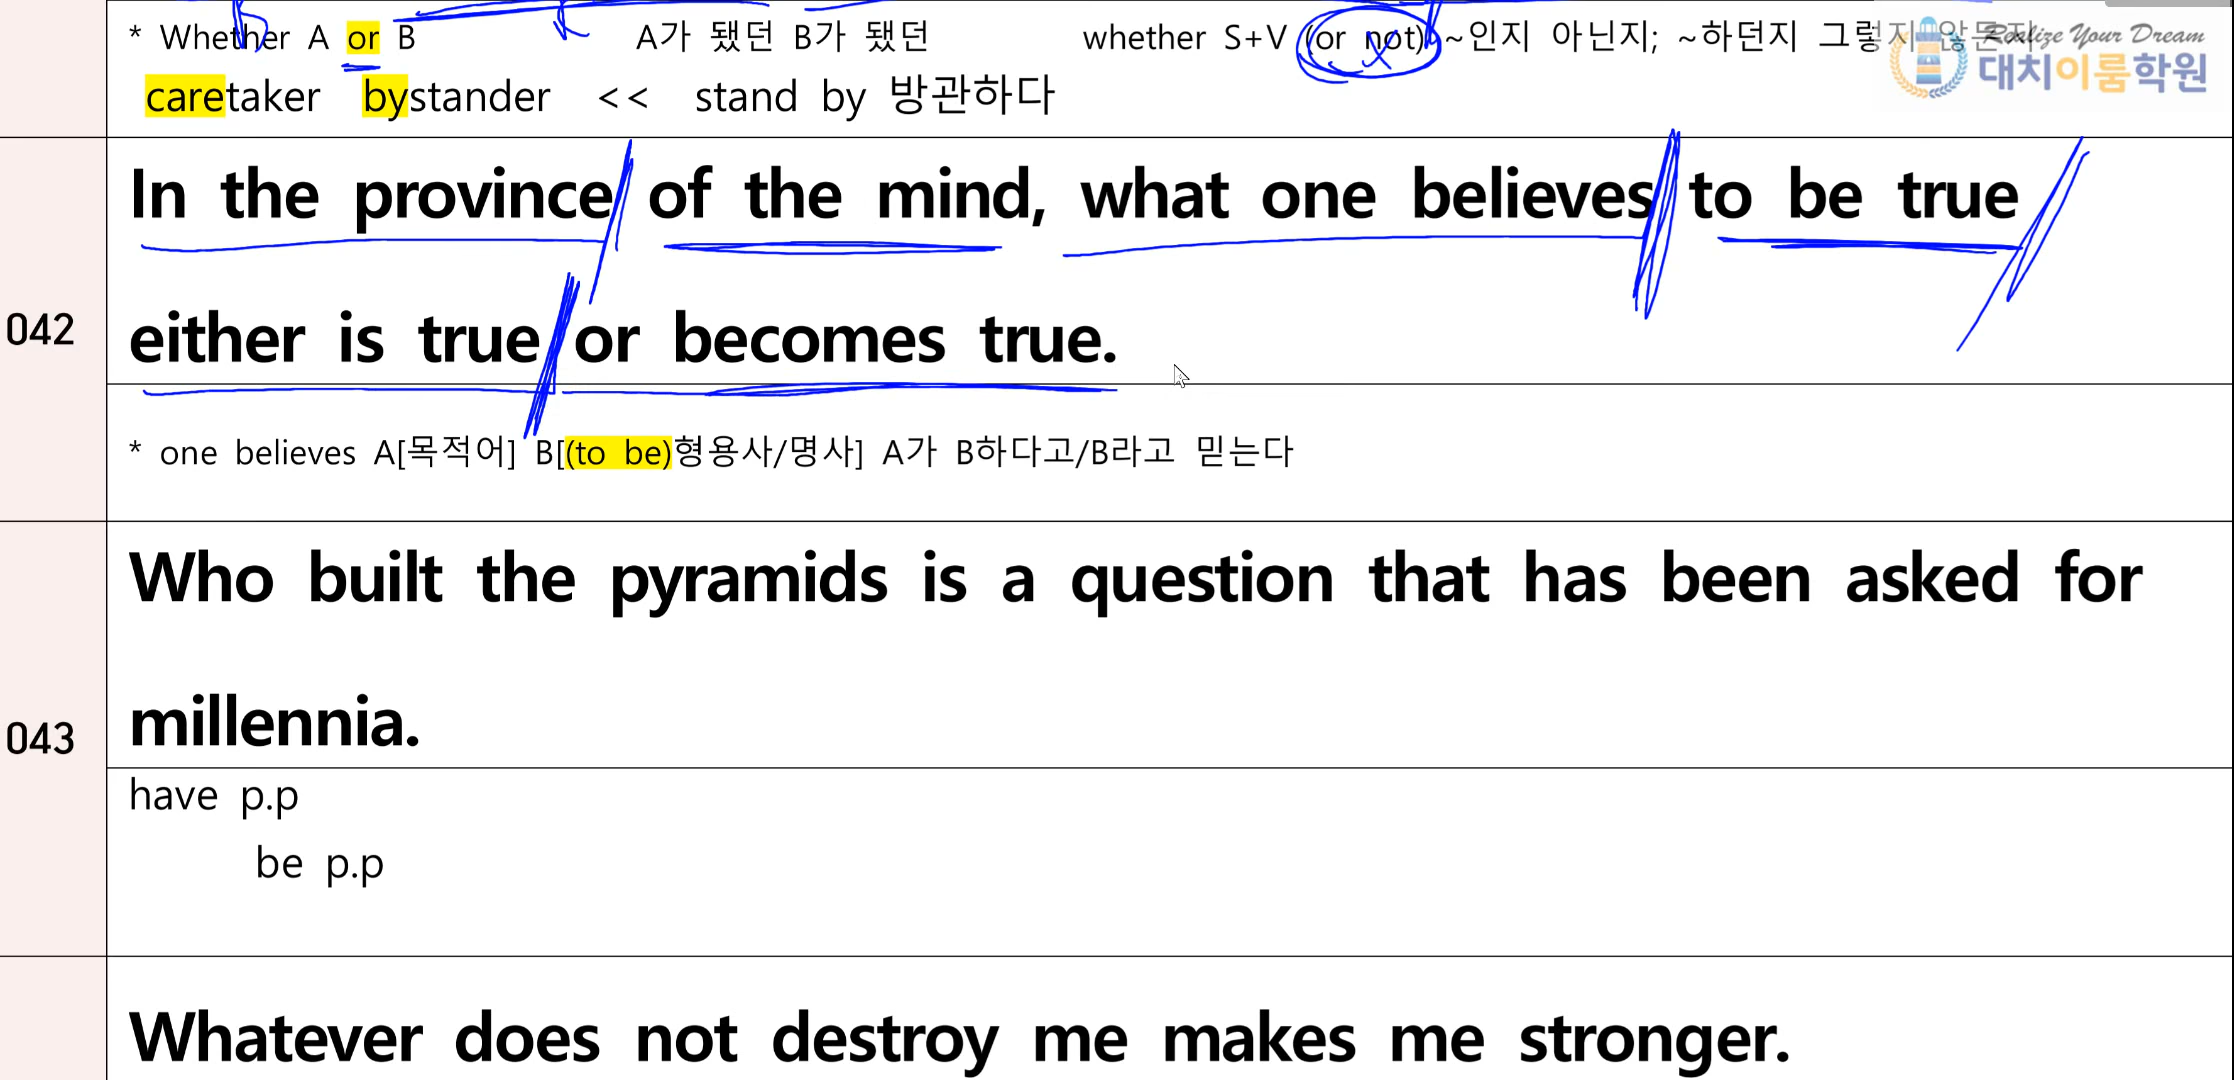 * Whether A or B A가 됐던 B가 됐던 whether S+V (or not) ~인지 아닌지; ~하던지 그렇지 않든지
Realize Your Dream
대치이룸학원
caretaker bystander << stand by 방관하다
042
In the province of the mind, what one believes to be true
either is true or becomes true.
* one believes A[목적어] B[(to be)형용사/명사] A가 B하다고/B라고 믿는다
043
Who built the pyramids is a question that has been asked for
millennia.
have p.p
be p.p
Whatever does not destroy me makes me stronger.